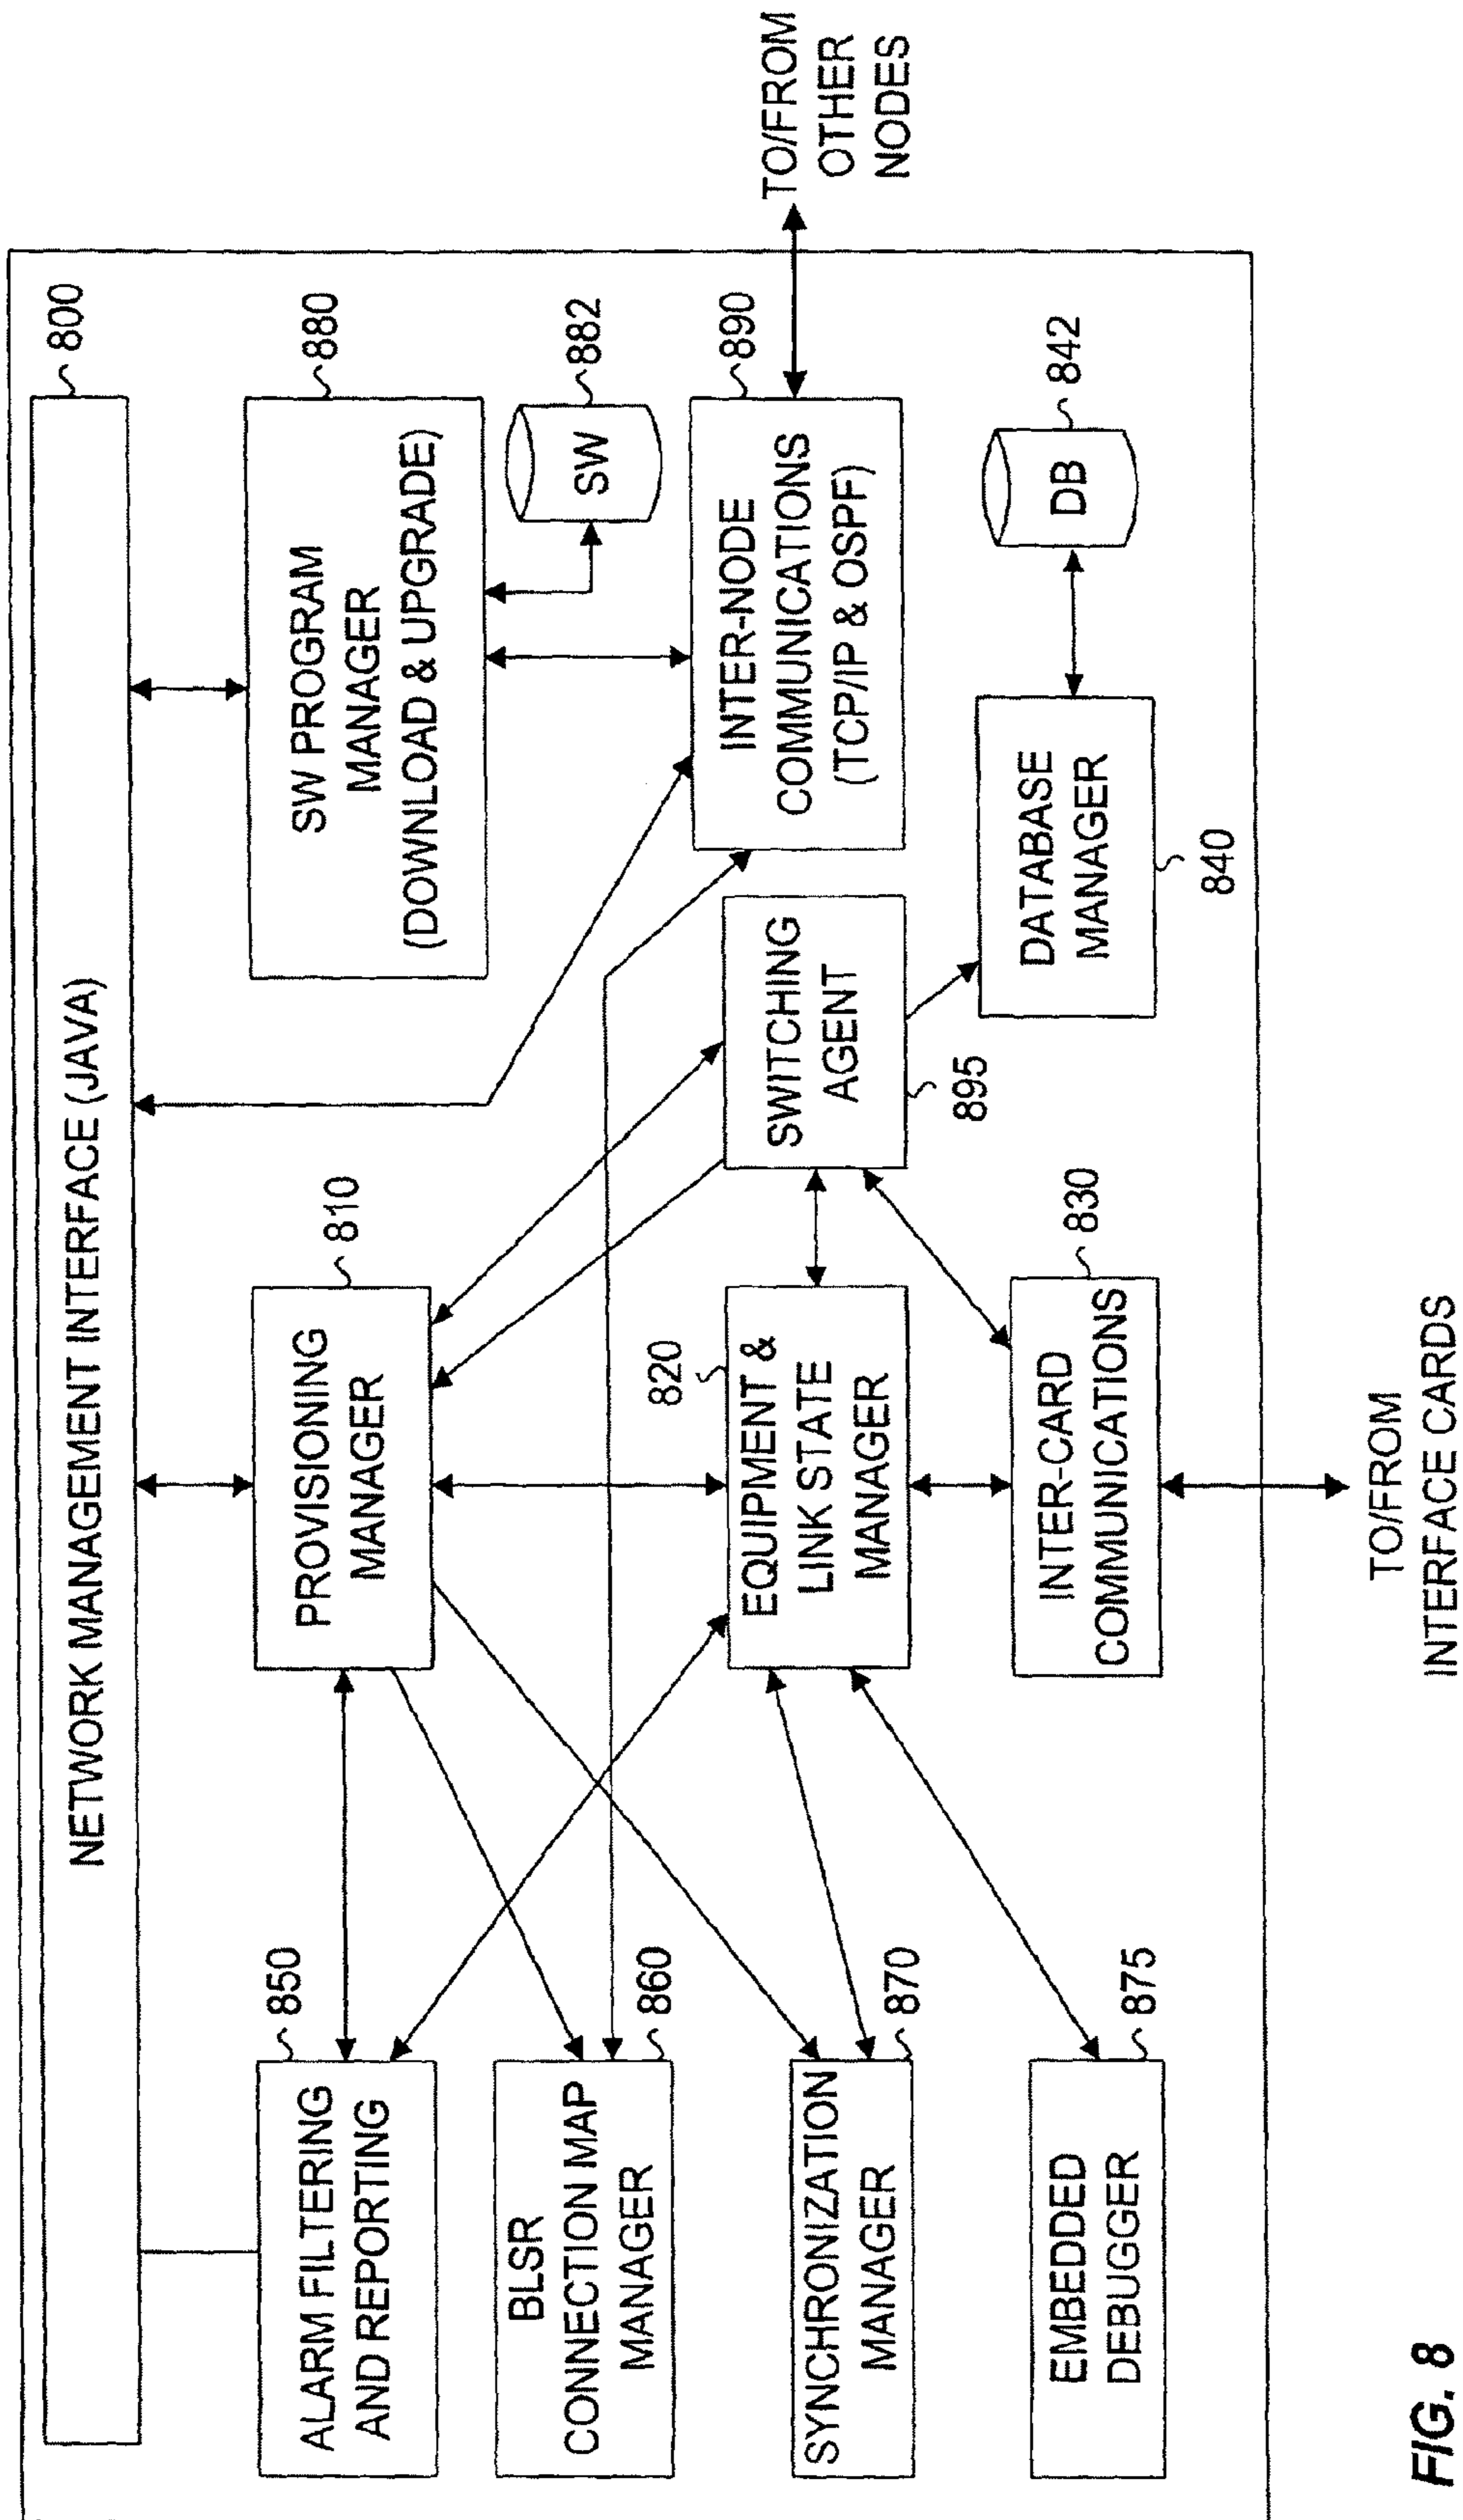 800
NETWORK MANAGEMENT INTERFACE (JAVA)
850
ALARM FILTERING
AND REPORTING
810
PROVISIONING
MANAGER
880
SW PROGRAM
MANAGER
(DOWNLOAD & UPGRADE)
882
SW
860
BLSR
CONNECTION MAP
MANAGER
820
EQUIPMENT &
LINK STATE
MANAGER
SWITCHING
AGENT
895
890
INTER-NODE
COMMUNICATIONS
(TCP/IP & OSPF)
TO/FROM
OTHER
NODES
870
SYNCHRONIZATION
MANAGER
875
EMBEDDED
DEBUGGER
830
INTER-CARD
COMMUNICATIONS
DATABASE
MANAGER
840
842
DB
TO/FROM
INTERFACE CARDS
FIG. 8